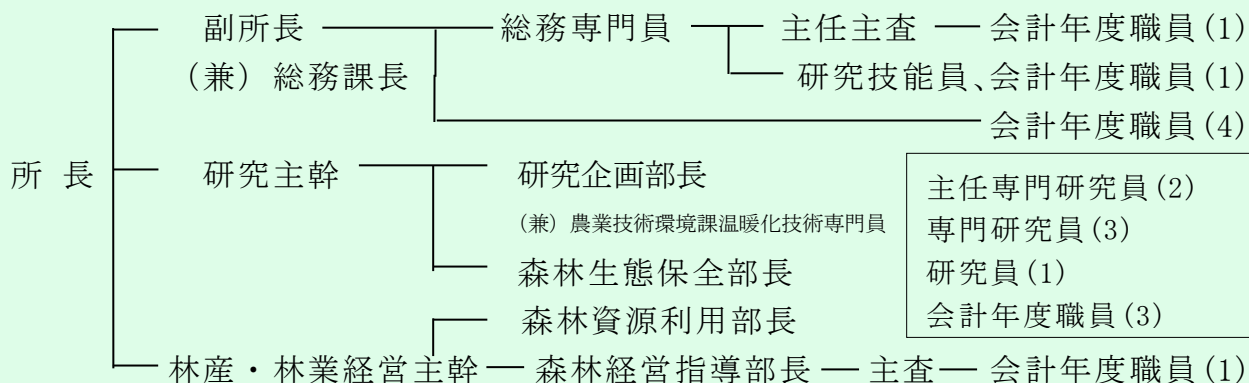 副所長 総務専門員 主任主査 会計年度職員(1)
(兼)総務課長 研究技能員、会計年度職員(1)
会計年度職員(4)
所 長 研究主幹 研究企画部長
(兼)農業技術環境課温暖化技術専門員
森林生態保全部長
森林資源利用部長
林産・林業経営主幹 森林経営指導部長 主査 会計年度職員(1)
主任専門研究員(2)
専門研究員(3)
研究員(1)
会計年度職員(3)